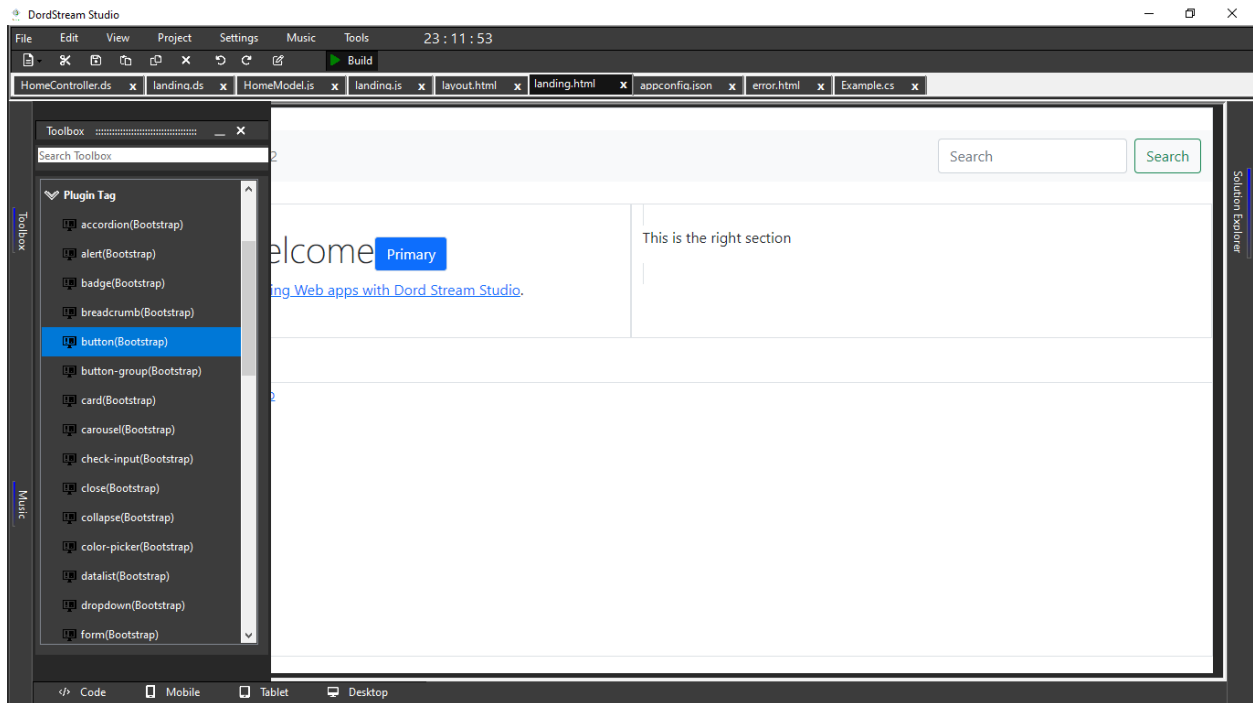 DordStream Studio
File Edit View Project Settings Music Tools 23:11:53
Build
HomeController.ds x landing.ds x HomeModel.js x landing.js x layout.html x landing.html x appconfig.json x error.html x Example.cs x
Toolbox
Search Toolbox
2
Search Search
Plugin Tag
accordion(Bootstrap)
alert(Bootstrap)
badge(Bootstrap)
breadcrumb(Bootstrap)
button(Bootstrap)
button-group(Bootstrap)
card(Bootstrap)
carousel(Bootstrap)
check-input(Bootstrap)
close(Bootstrap)
collapse(Bootstrap)
color-picker(Bootstrap)
datalist(Bootstrap)
dropdown(Bootstrap)
form(Bootstrap)
elcome Primary
ing Web apps with Dord Stream Studio.
This is the right section
Toolbox
Music
Solution Explorer
</> Code Mobile Tablet Desktop